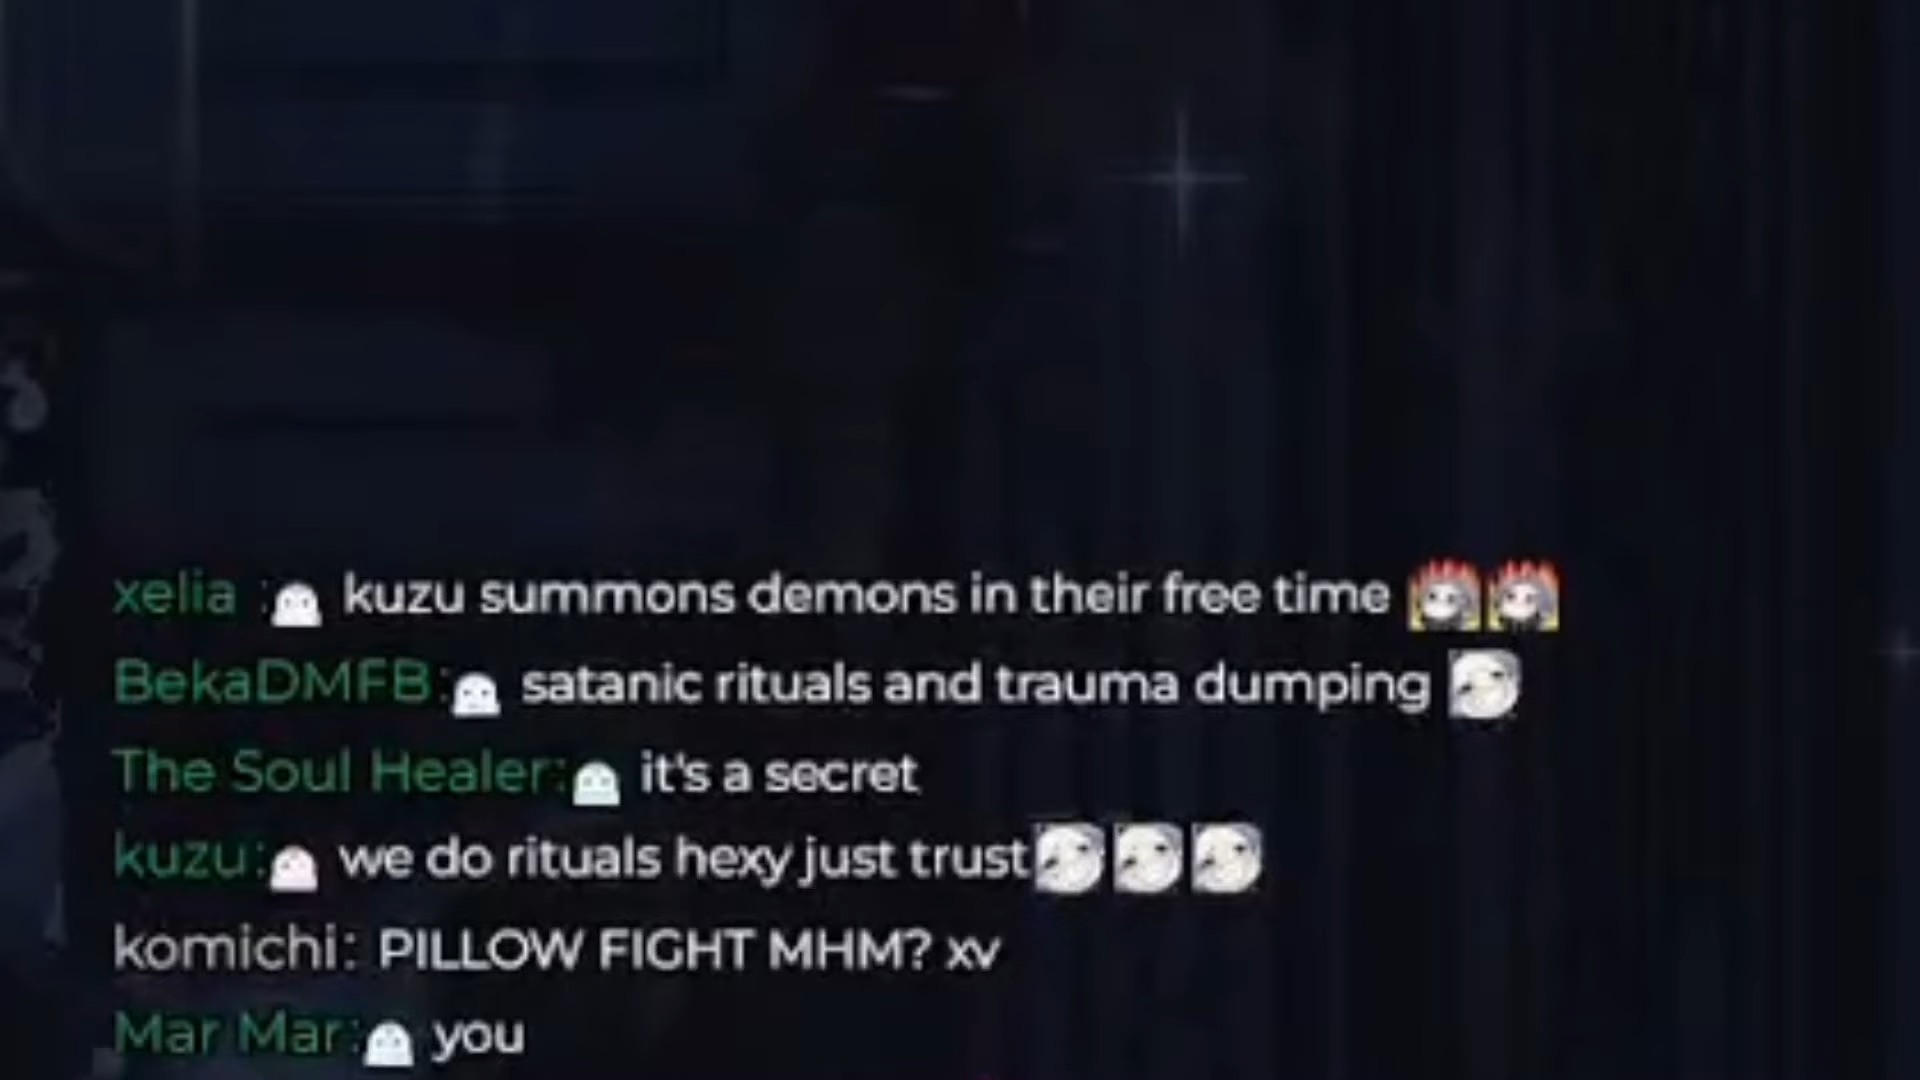 xelia : kuzu summons demons in their free time
BekaDMFB: satanic rituals and trauma dumping
The Soul Healer: it's a secret
kuzu: we do rituals hexy just trust
komichi: PILLOW FIGHT MHM? xv
Mar Mar: you